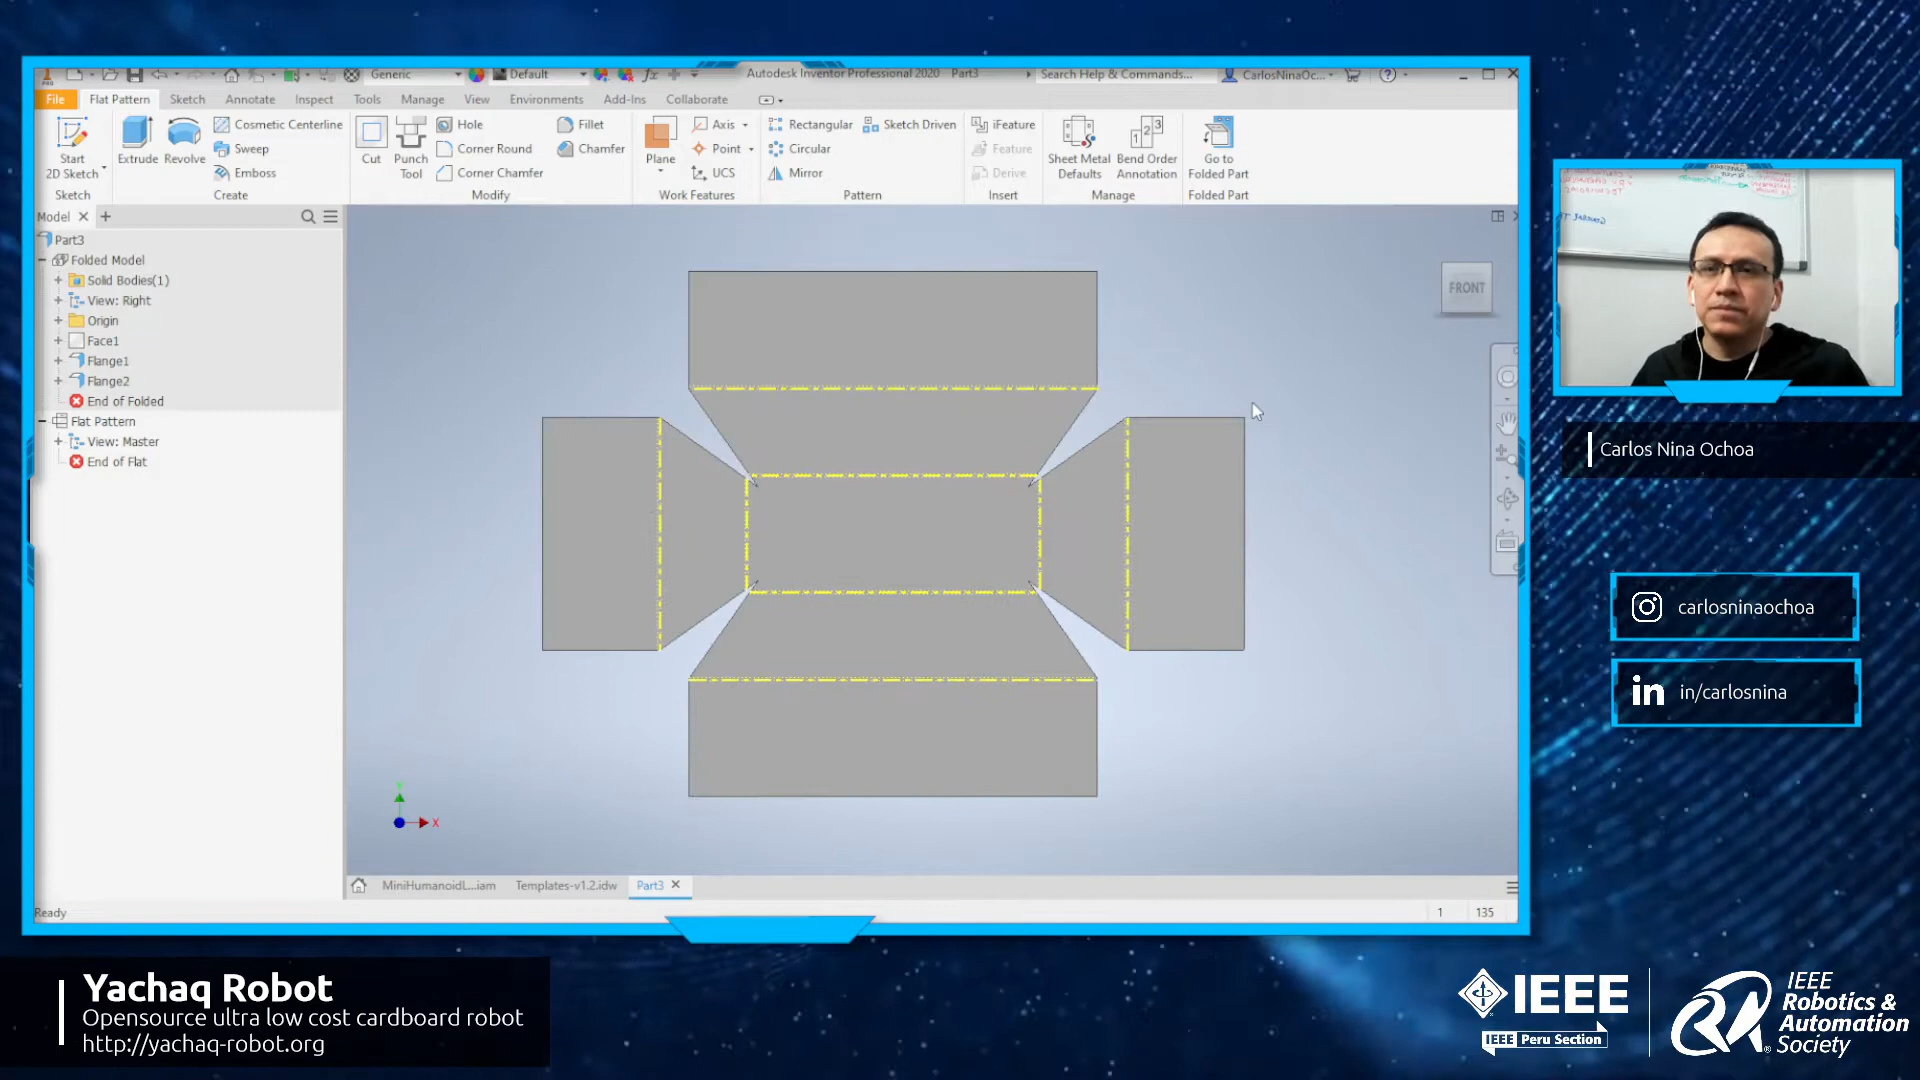 PRO
Generic
Default
Autodesk Inventor Professional 2020 Part3
Search Help & Commands...
CarlosNinaOc...
File
Flat Pattern
Sketch
Annotate
Inspect
Tools
Manage
View
Environments
Add-Ins
Collaborate
Start
2D Sketch
Sketch
Extrude
Revolve
Cosmetic Centerline
Sweep
Emboss
Create
Cut
Punch
Tool
Hole
Corner Round
Corner Chamfer
Fillet
Chamfer
Modify
Plane
Axis
Point
UCS
Work Features
Rectangular
Circular
Mirror
Sketch Driven
Pattern
iFeature
Feature
Derive
Insert
Sheet Metal
Defaults
Bend Order
Annotation
Manage
Go to
Folded Part
Folded Part
Model
Part3
Folded Model
Solid Bodies(1)
View: Right
Origin
Face1
Flange1
Flange2
End of Folded
Flat Pattern
View: Master
End of Flat
FRONT
Y
X
MiniHumanoidL...iam
Templates-v1.2.idw
Part3
Ready
1
135
Carlos Nina Ochoa
carlosninaochoa
in/carlosnina
Yachaq Robot
Opensource ultra low cost cardboard robot
http://yachaq-robot.org
IEEE
IEEE Peru Section
RA
IEEE
Robotics &
Automation
Society